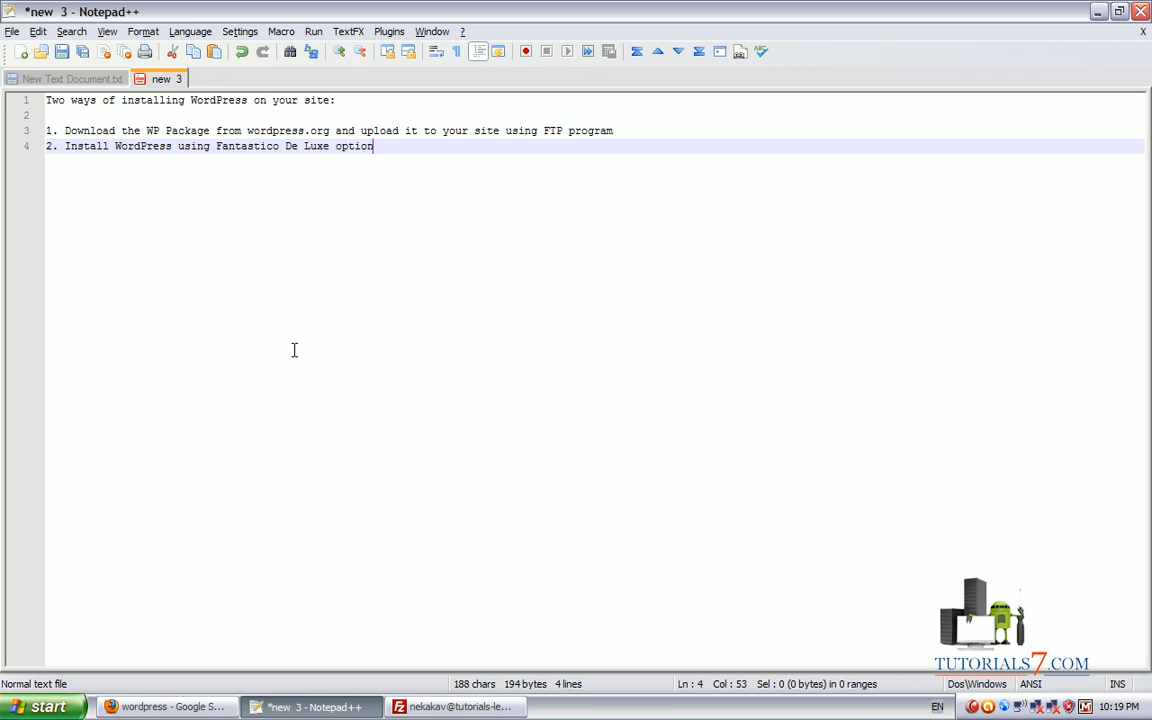 *new 3 - Notepad++
File Edit Search View Format Language Settings Macro Run TextFX Plugins Window ? X
New Text Document.txt new 3
1 Two ways of installing WordPress on your site:
2
3 1. Download the WP Package from wordpress.org and upload it to your site using FTP program
4 2. Install WordPress using Fantastico De Luxe option
TUTORIALS7.COM
Normal text file 188 chars 194 bytes 4 lines Ln : 4 Col : 53 Sel : 0 (0 bytes) in 0 ranges Dos\Windows ANSI INS
start wordpress - Google S... *new 3 - Notepad++ nekakav@tutorials-le... EN 10:19 PM